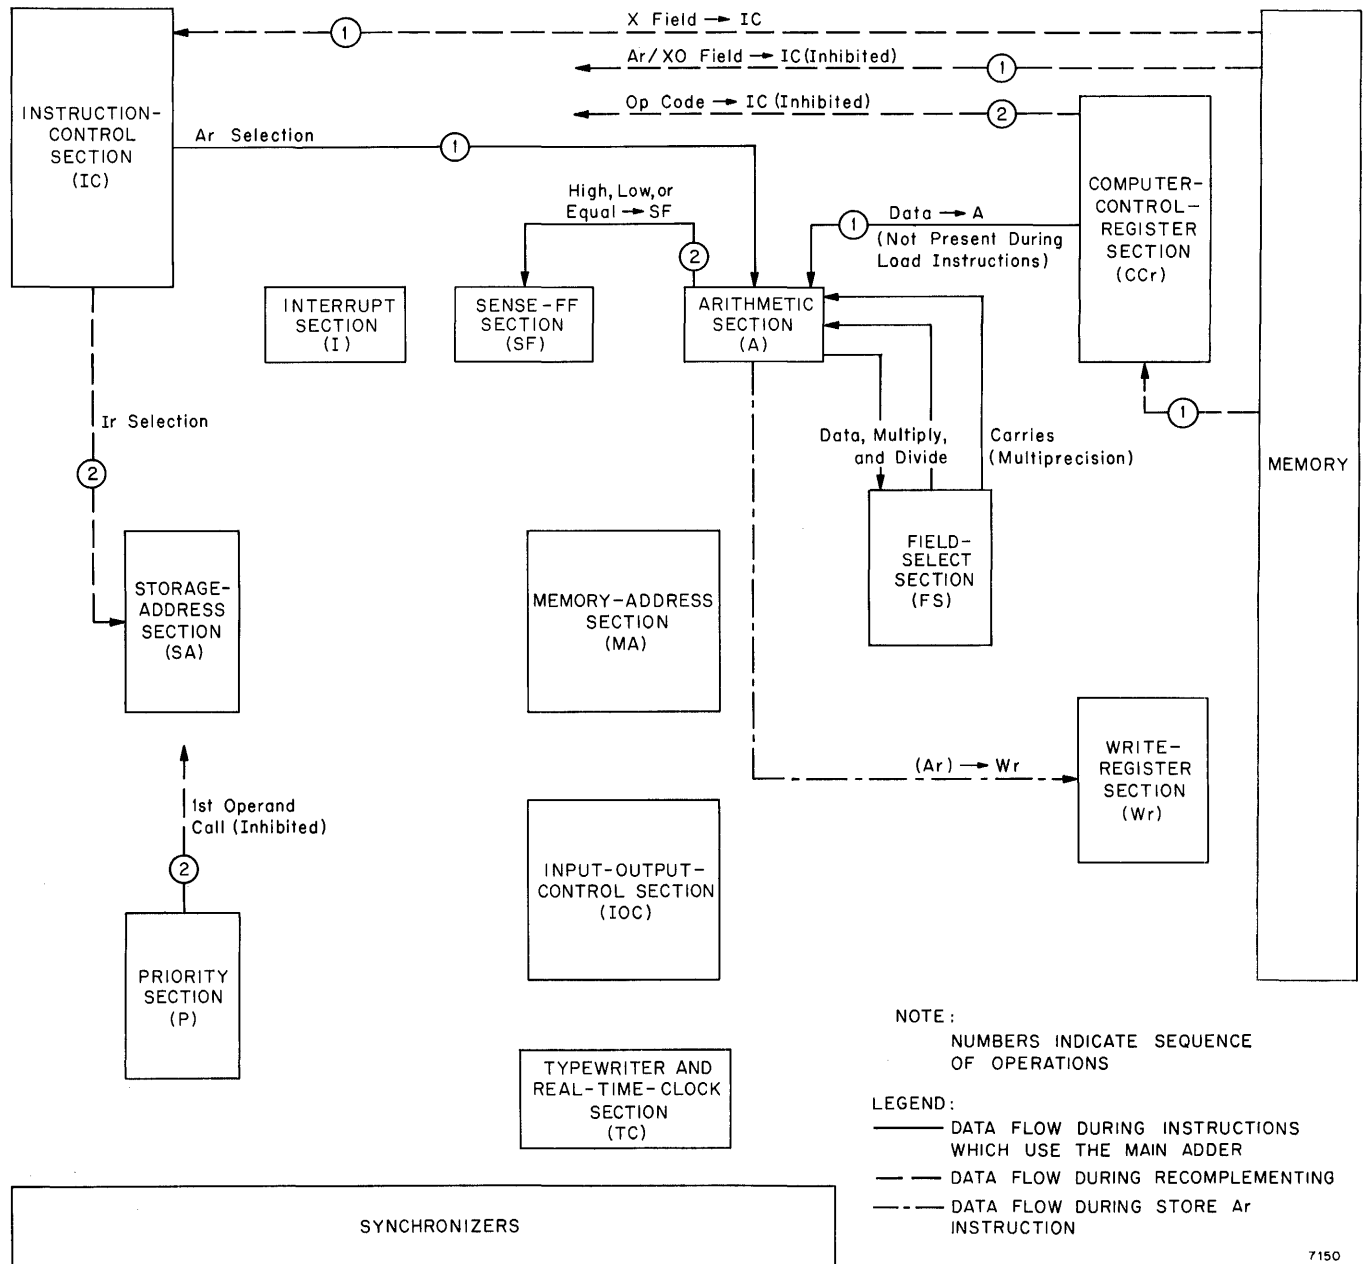 X Field → IC
1
Ar/XO Field → IC (Inhibited)
1
Op Code → IC (Inhibited)
2
INSTRUCTION-
CONTROL
SECTION
(IC)
Ar Selection
1
High, Low, or
Equal → SF
2
1
Data → A
(Not Present During
Load Instructions)
COMPUTER-
CONTROL-
REGISTER
SECTION
(CCr)
INTERRUPT
SECTION
(I)
SENSE-FF
SECTION
(SF)
ARITHMETIC
SECTION
(A)
1
MEMORY
Ir Selection
2
Data, Multiply,
and Divide
Carries
(Multiprecision)
STORAGE-
ADDRESS
SECTION
(SA)
MEMORY-ADDRESS
SECTION
(MA)
FIELD-
SELECT
SECTION
(FS)
(Ar) → Wr
WRITE-
REGISTER
SECTION
(Wr)
1st Operand
Call (Inhibited)
2
INPUT-OUTPUT-
CONTROL SECTION
(IOC)
PRIORITY
SECTION
(P)
TYPEWRITER AND
REAL-TIME-CLOCK
SECTION
(TC)
NOTE:
NUMBERS INDICATE SEQUENCE
OF OPERATIONS
LEGEND:
DATA FLOW DURING INSTRUCTIONS
WHICH USE THE MAIN ADDER
DATA FLOW DURING RECOMPLEMENTING
DATA FLOW DURING STORE Ar
INSTRUCTION
SYNCHRONIZERS
7150